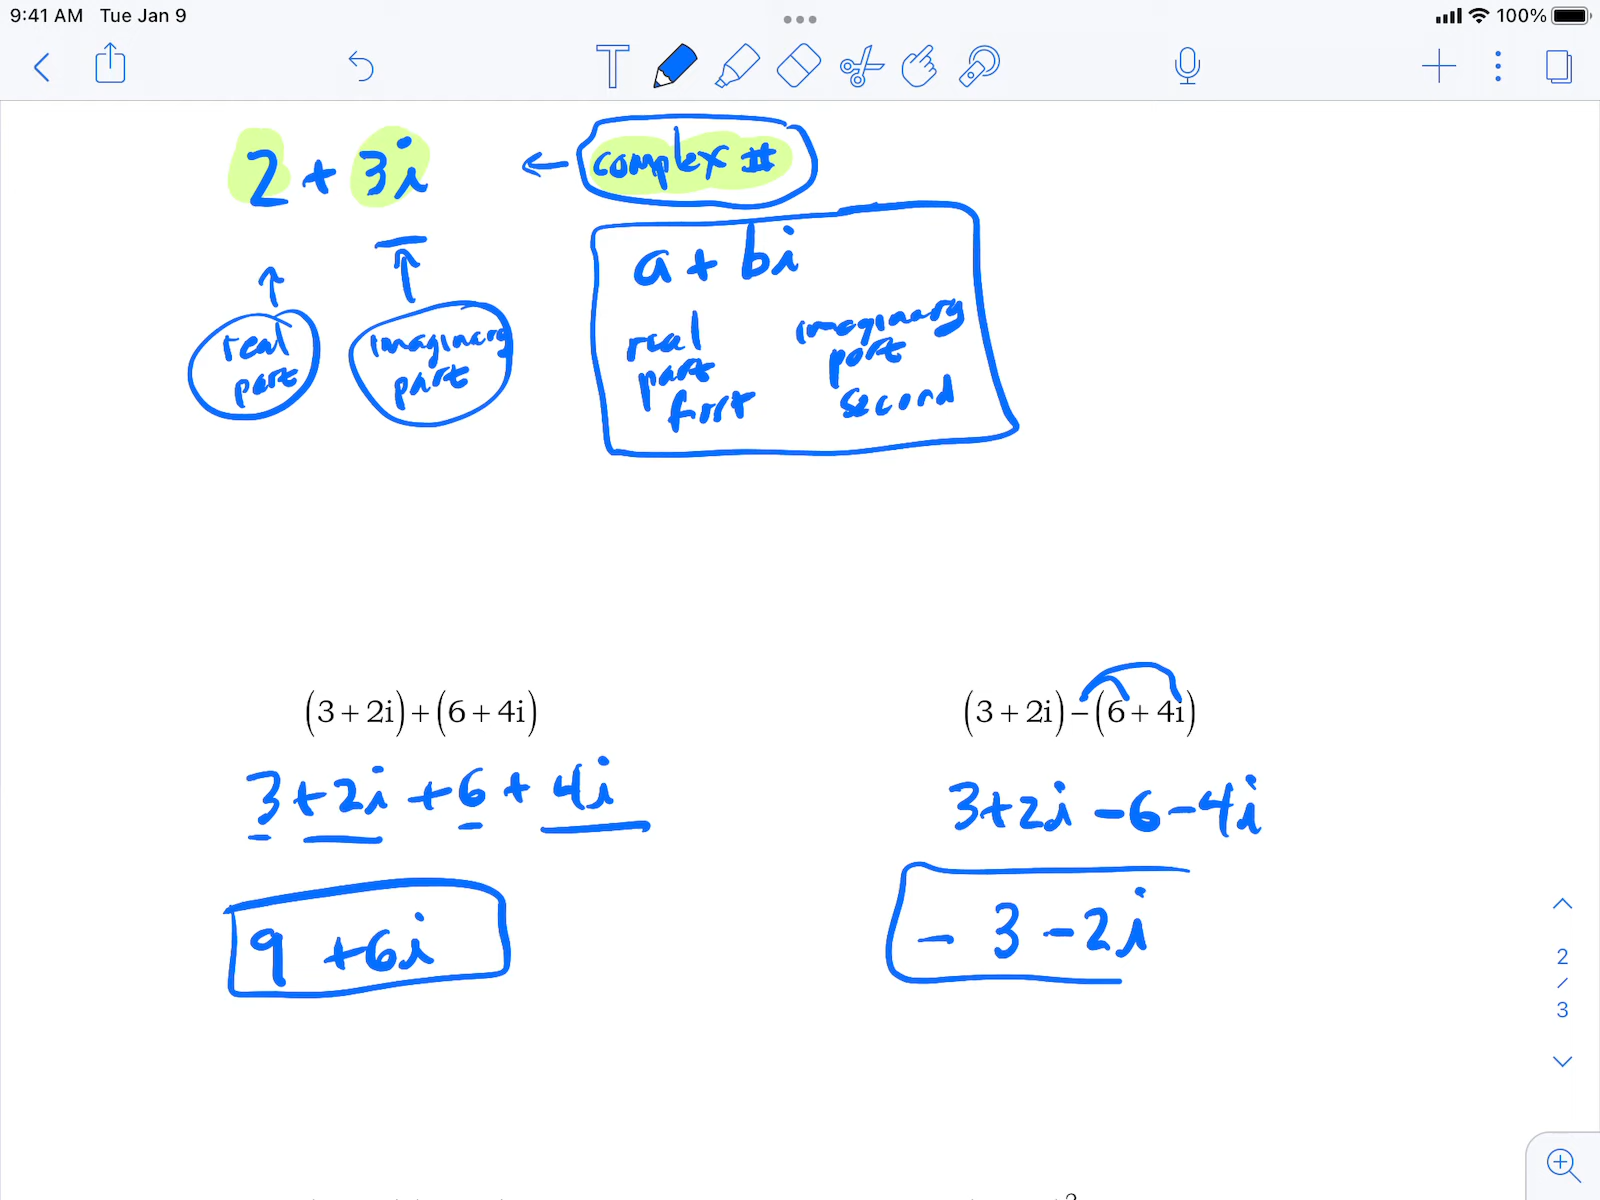 9:41 AM Tue Jan 9
100%
2 + 3i ← complex #
a + bi
real part
imaginary part
real part first
imaginary part second
(3 + 2i) + (6 + 4i)
3 + 2i + 6 + 4i
9 + 6i
(3 + 2i) − (6 + 4i)
3 + 2i − 6 − 4i
− 3 − 2i
2
/
3